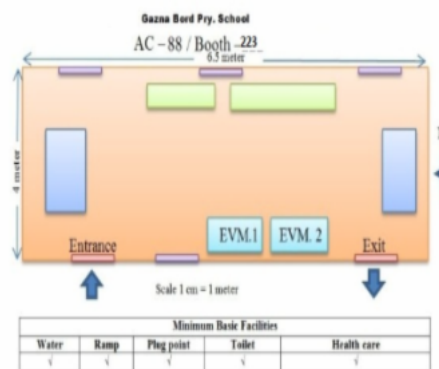 Gazna Bord Pry. School
AC – 88 / Booth –223
6.5 meter
4 meter
EVM.1
EVM. 2
Entrance
Exit
Scale 1 cm = 1 meter
Minimum Basic Facilities
Water Ramp Plug point Toilet Health care
√ √ √ √ √